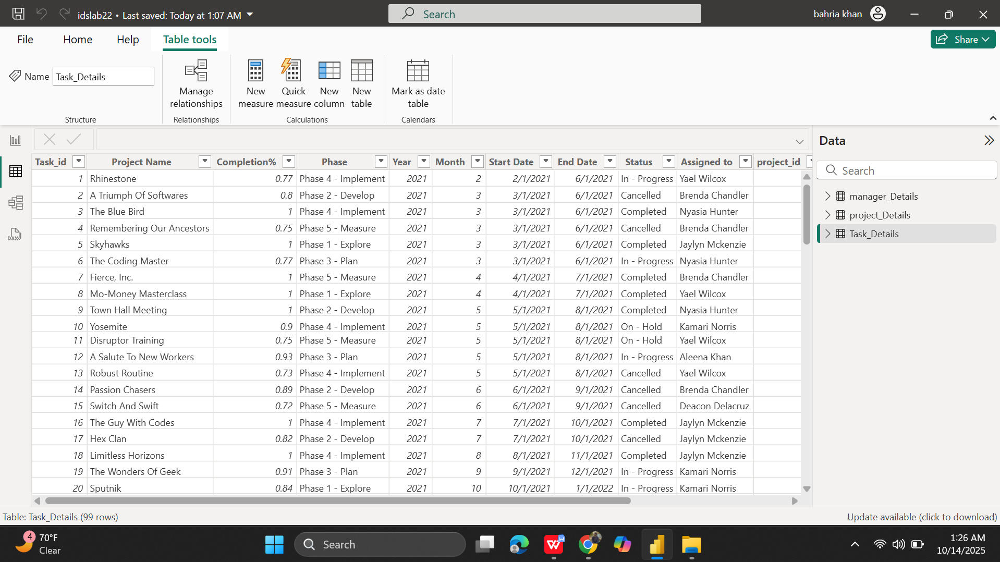 idslab22 • Last saved: Today at 1:07 AM
Search
bahria khan
File Home Help Table tools
Share
Name Task_Details
Manage relationships
New measure
Quick measure
New column
New table
Mark as date table
Structure
Relationships
Calculations
Calendars
Task_id Project Name Completion% Phase Year Month Start Date End Date Status Assigned to project_id
1 Rhinestone 0.77 Phase 4 - Implement 2021 2 2/1/2021 6/1/2021 In - Progress Yael Wilcox
2 A Triumph Of Softwares 0.8 Phase 2 - Develop 2021 3 3/1/2021 6/1/2021 Cancelled Brenda Chandler
3 The Blue Bird 1 Phase 4 - Implement 2021 3 3/1/2021 6/1/2021 Completed Nyasia Hunter
4 Remembering Our Ancestors 0.75 Phase 5 - Measure 2021 3 3/1/2021 6/1/2021 Cancelled Brenda Chandler
5 Skyhawks 1 Phase 1 - Explore 2021 3 3/1/2021 6/1/2021 Completed Jaylyn Mckenzie
6 The Coding Master 0.77 Phase 3 - Plan 2021 3 3/1/2021 6/1/2021 In - Progress Nyasia Hunter
7 Fierce, Inc. 1 Phase 5 - Measure 2021 4 4/1/2021 7/1/2021 Completed Brenda Chandler
8 Mo-Money Masterclass 1 Phase 1 - Explore 2021 4 4/1/2021 7/1/2021 Completed Yael Wilcox
9 Town Hall Meeting 1 Phase 2 - Develop 2021 5 5/1/2021 8/1/2021 Completed Nyasia Hunter
10 Yosemite 0.9 Phase 4 - Implement 2021 5 5/1/2021 8/1/2021 On - Hold Kamari Norris
11 Disruptor Training 0.75 Phase 5 - Measure 2021 5 5/1/2021 8/1/2021 On - Hold Yael Wilcox
12 A Salute To New Workers 0.93 Phase 3 - Plan 2021 5 5/1/2021 8/1/2021 In - Progress Aleena Khan
13 Robust Routine 0.73 Phase 4 - Implement 2021 5 5/1/2021 8/1/2021 Cancelled Yael Wilcox
14 Passion Chasers 0.89 Phase 2 - Develop 2021 6 6/1/2021 9/1/2021 Cancelled Brenda Chandler
15 Switch And Swift 0.72 Phase 5 - Measure 2021 6 6/1/2021 9/1/2021 Cancelled Deacon Delacruz
16 The Guy With Codes 1 Phase 4 - Implement 2021 7 7/1/2021 10/1/2021 Completed Jaylyn Mckenzie
17 Hex Clan 0.82 Phase 2 - Develop 2021 7 7/1/2021 10/1/2021 Cancelled Jaylyn Mckenzie
18 Limitless Horizons 1 Phase 4 - Implement 2021 8 8/1/2021 11/1/2021 Completed Jaylyn Mckenzie
19 The Wonders Of Geek 0.91 Phase 3 - Plan 2021 9 9/1/2021 12/1/2021 In - Progress Kamari Norris
20 Sputnik 0.84 Phase 1 - Explore 2021 10 10/1/2021 1/1/2022 In - Progress Kamari Norris
Data
Search
manager_Details
project_Details
Task_Details
DAX
Table: Task_Details (99 rows)
Update available (click to download)
4
70°F
Clear
Search
W
1:26 AM
10/14/2025